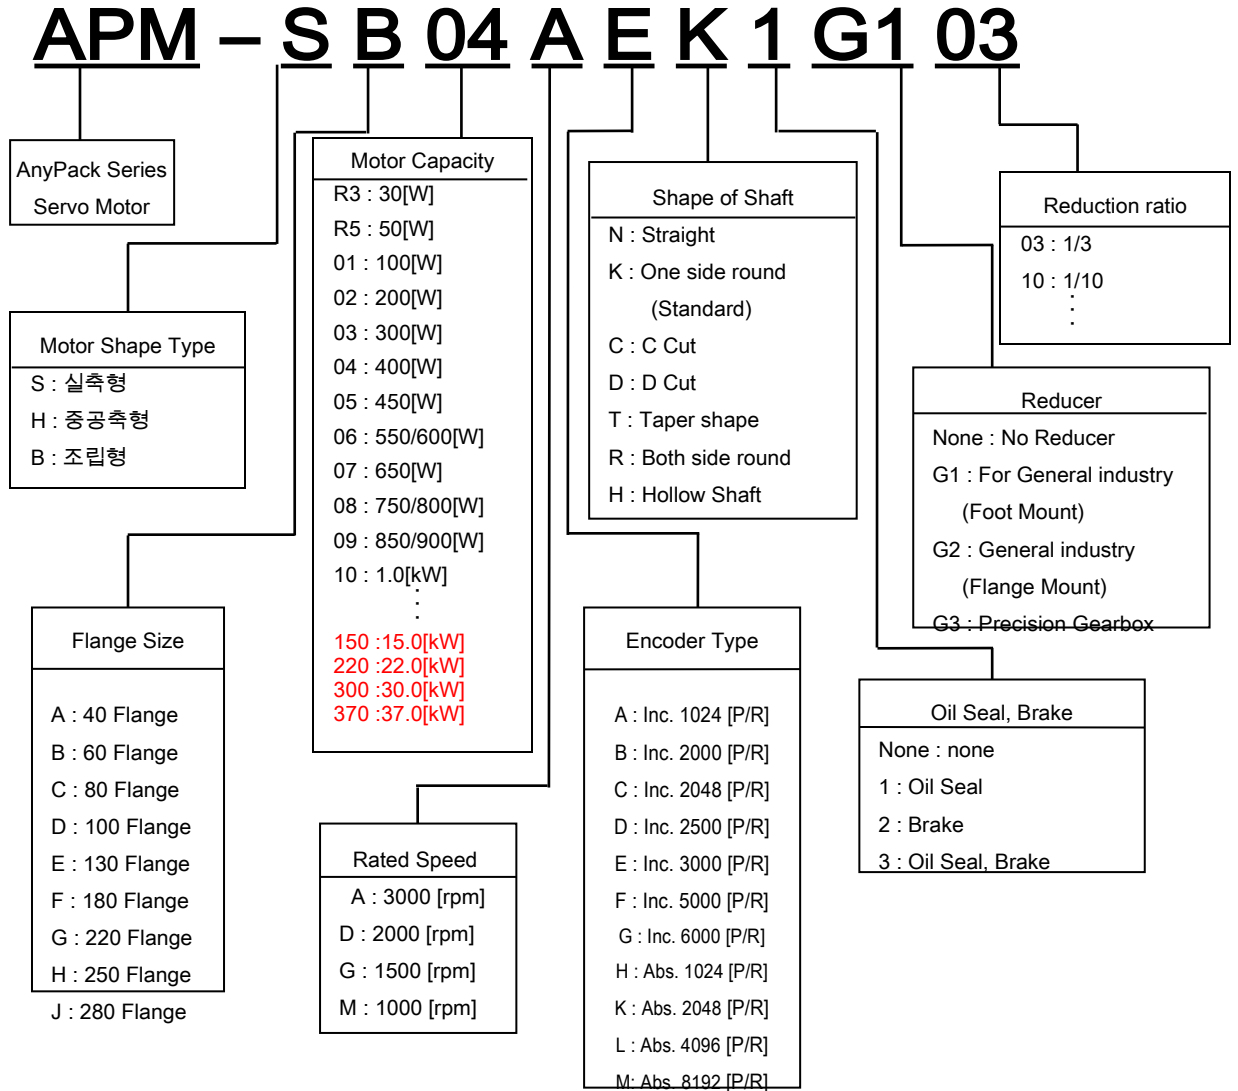 APM – S B 04 A E K 1 G1 03
AnyPack Series
Servo Motor
Motor Shape Type
S : 실축형
H : 중공축형
B : 조립형
Flange Size
A : 40 Flange
B : 60 Flange
C : 80 Flange
D : 100 Flange
E : 130 Flange
F : 180 Flange
G : 220 Flange
H : 250 Flange
J : 280 Flange
Motor Capacity
R3 : 30[W]
R5 : 50[W]
01 : 100[W]
02 : 200[W]
03 : 300[W]
04 : 400[W]
05 : 450[W]
06 : 550/600[W]
07 : 650[W]
08 : 750/800[W]
09 : 850/900[W]
10 : 1.0[kW]
:
:
150 :15.0[kW]
220 :22.0[kW]
300 :30.0[kW]
370 :37.0[kW]
Rated Speed
A : 3000 [rpm]
D : 2000 [rpm]
G : 1500 [rpm]
M : 1000 [rpm]
Encoder Type
A : Inc. 1024 [P/R]
B : Inc. 2000 [P/R]
C : Inc. 2048 [P/R]
D : Inc. 2500 [P/R]
E : Inc. 3000 [P/R]
F : Inc. 5000 [P/R]
G : Inc. 6000 [P/R]
H : Abs. 1024 [P/R]
K : Abs. 2048 [P/R]
L : Abs. 4096 [P/R]
M: Abs. 8192 [P/R]
Shape of Shaft
N : Straight
K : One side round
(Standard)
C : C Cut
D : D Cut
T : Taper shape
R : Both side round
H : Hollow Shaft
Oil Seal, Brake
None : none
1 : Oil Seal
2 : Brake
3 : Oil Seal, Brake
Reducer
None : No Reducer
G1 : For General industry
(Foot Mount)
G2 : General industry
(Flange Mount)
G3 : Precision Gearbox
Reduction ratio
03 : 1/3
10 : 1/10
:
: